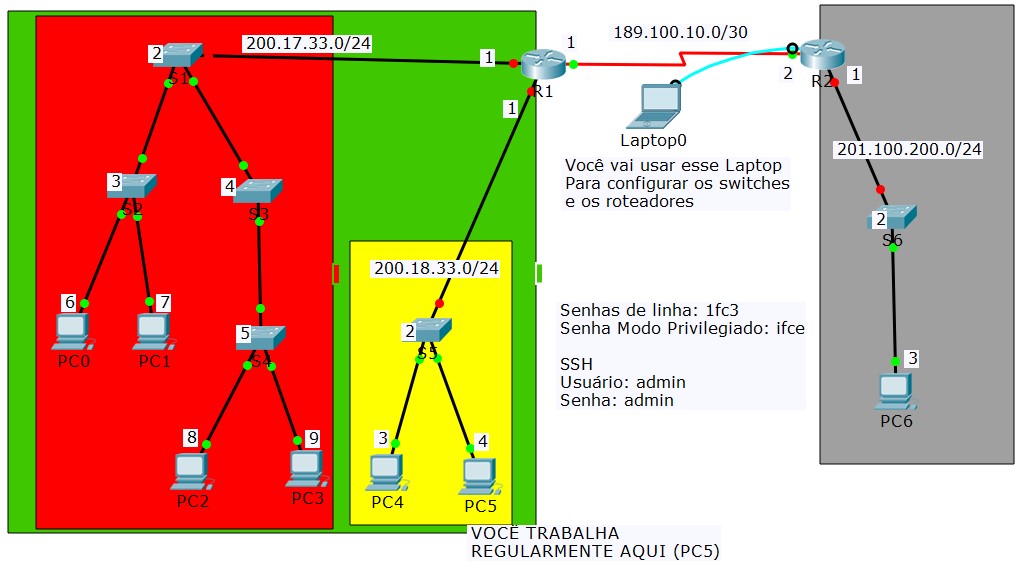 200.17.33.0/24
189.100.10.0/30
2
S1
1
1
R1
1
2
R2
1
Laptop0
201.100.200.0/24
Você vai usar esse Laptop
Para configurar os switches
e os roteadores
3
S2
4
S3
2
S6
200.18.33.0/24
6
PC0
7
PC1
5
S4
2
S5
Senhas de linha: 1fc3
Senha Modo Privilegiado: ifce
SSH
Usuário: admin
Senha: admin
3
PC6
8
PC2
9
PC3
3
PC4
4
PC5
VOCÊ TRABALHA
REGULARMENTE AQUI (PC5)